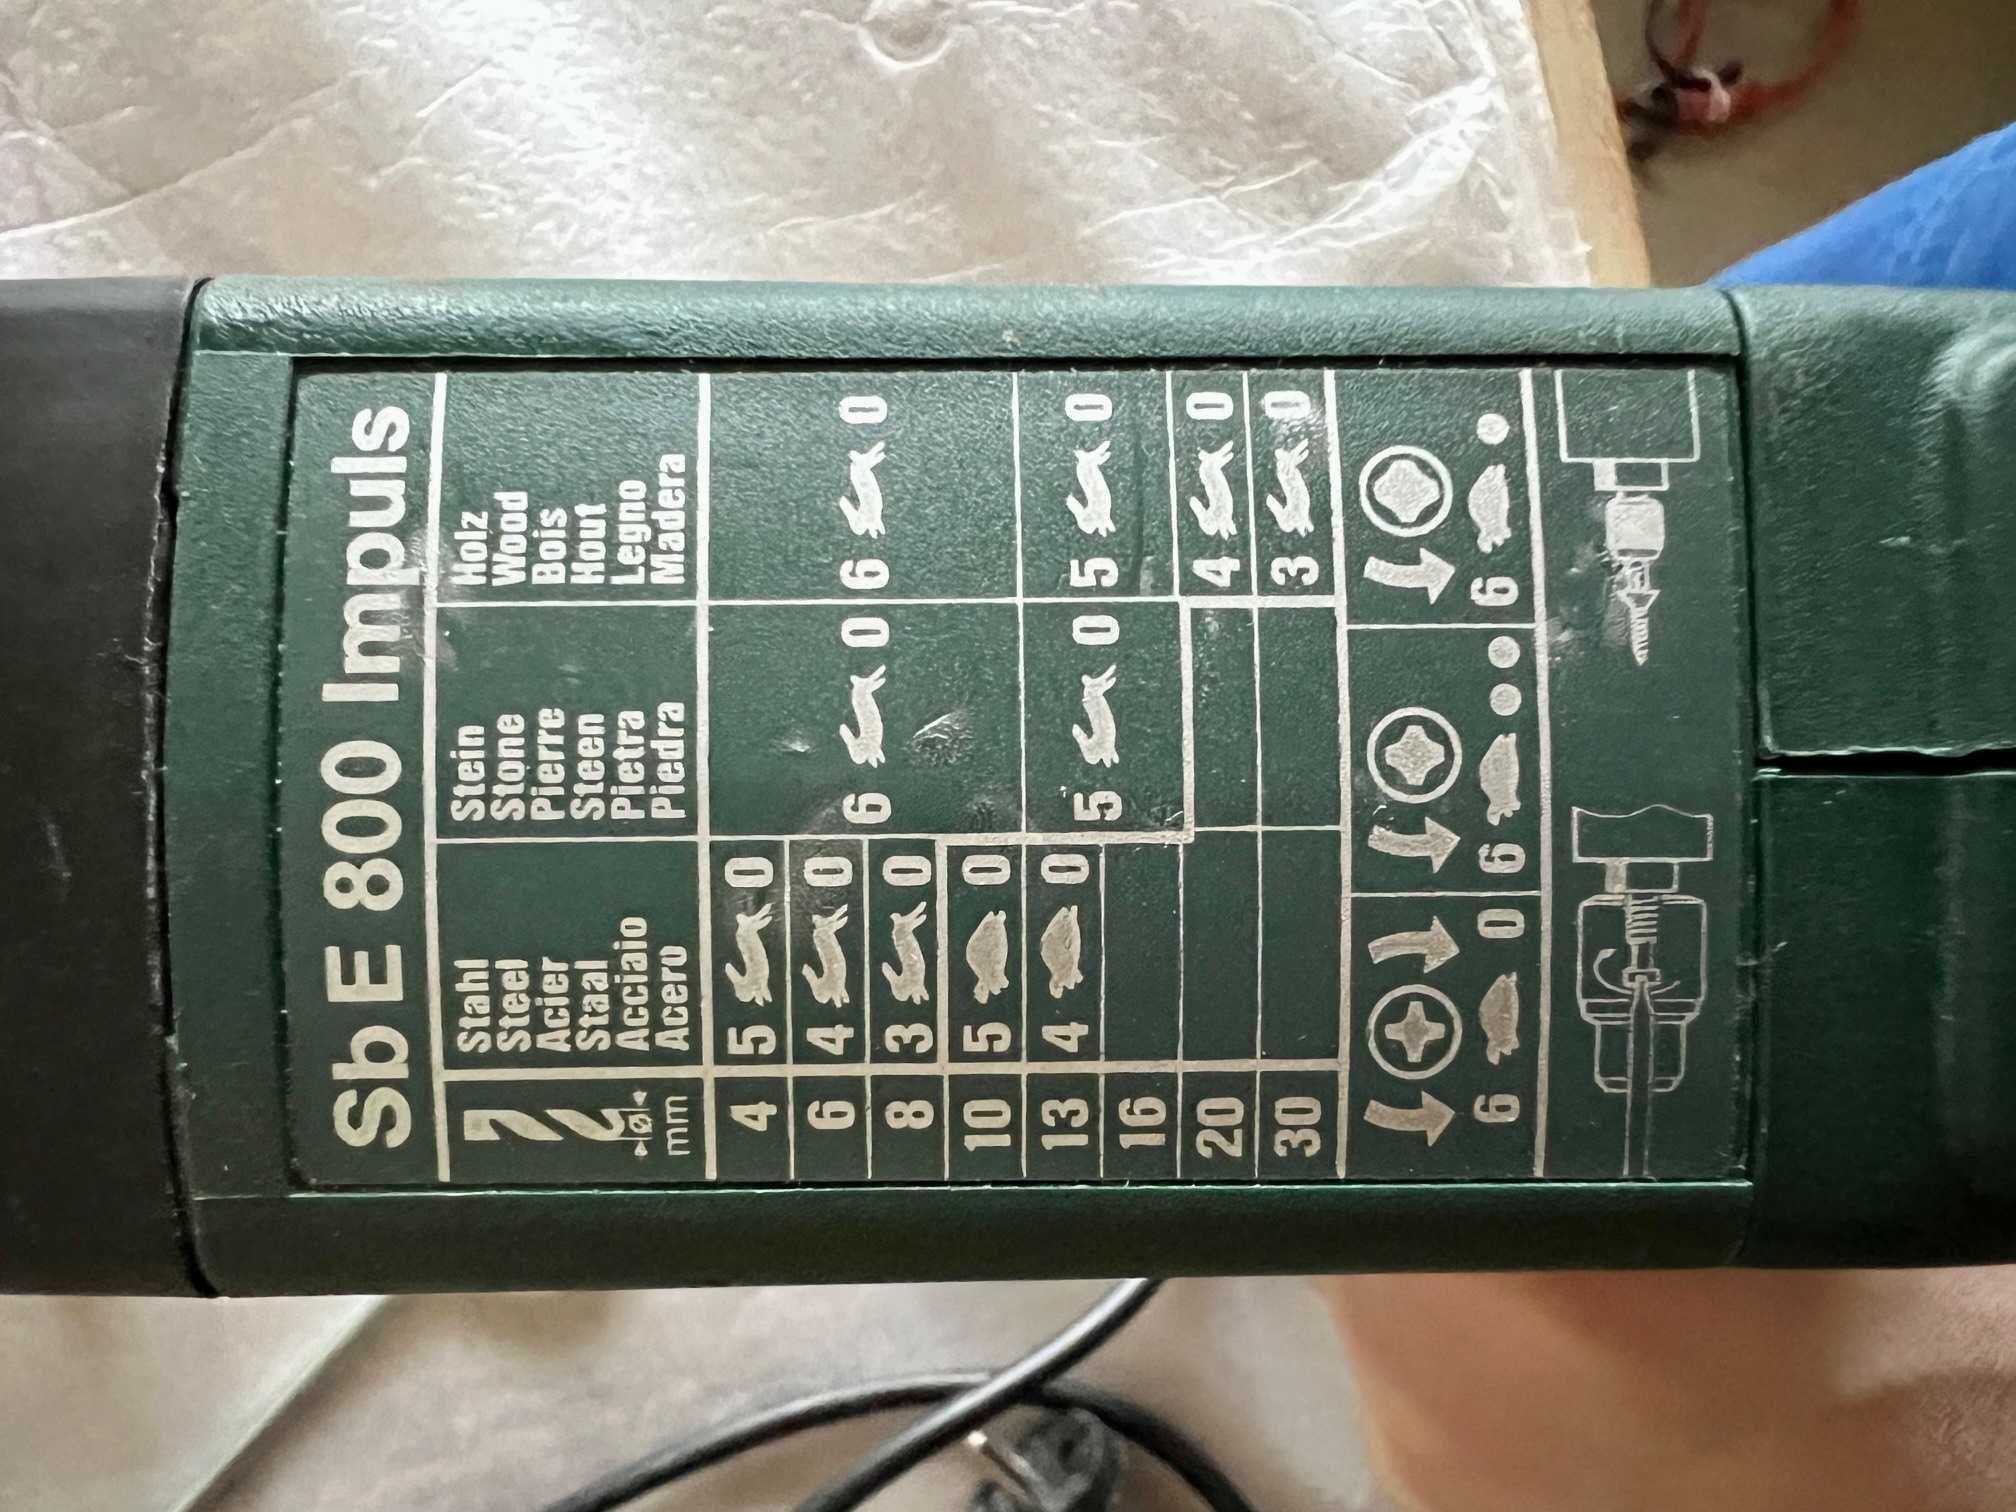 Sb E 800 Impuls
Stahl Stein Holz
Steel Stone Wood
Acier Pierre Bois
Staal Steen Hout
Acciaio Pietra Legno
ø mm Acero Piedra Madera
4 5 0
6 4 0
6 0 6 0
8 3 0
10 5 0
13 4 0 5 0 5 0
16
20 4 0
30 3 0
6 0 6 6